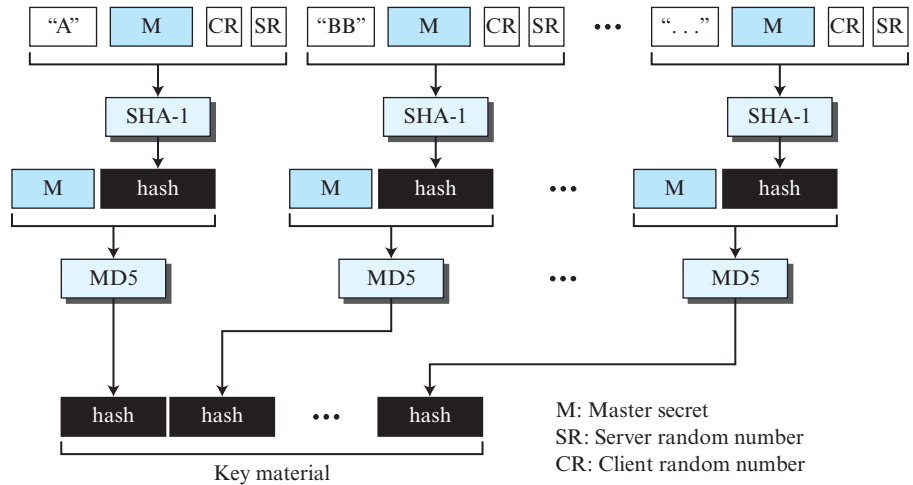 “A” M CR SR “BB” M CR SR ••• “. . .” M CR SR
SHA-1 SHA-1 SHA-1
M hash M hash ••• M hash
MD5 MD5 ••• MD5
hash hash ••• hash
Key material
M: Master secret
SR: Server random number
CR: Client random number